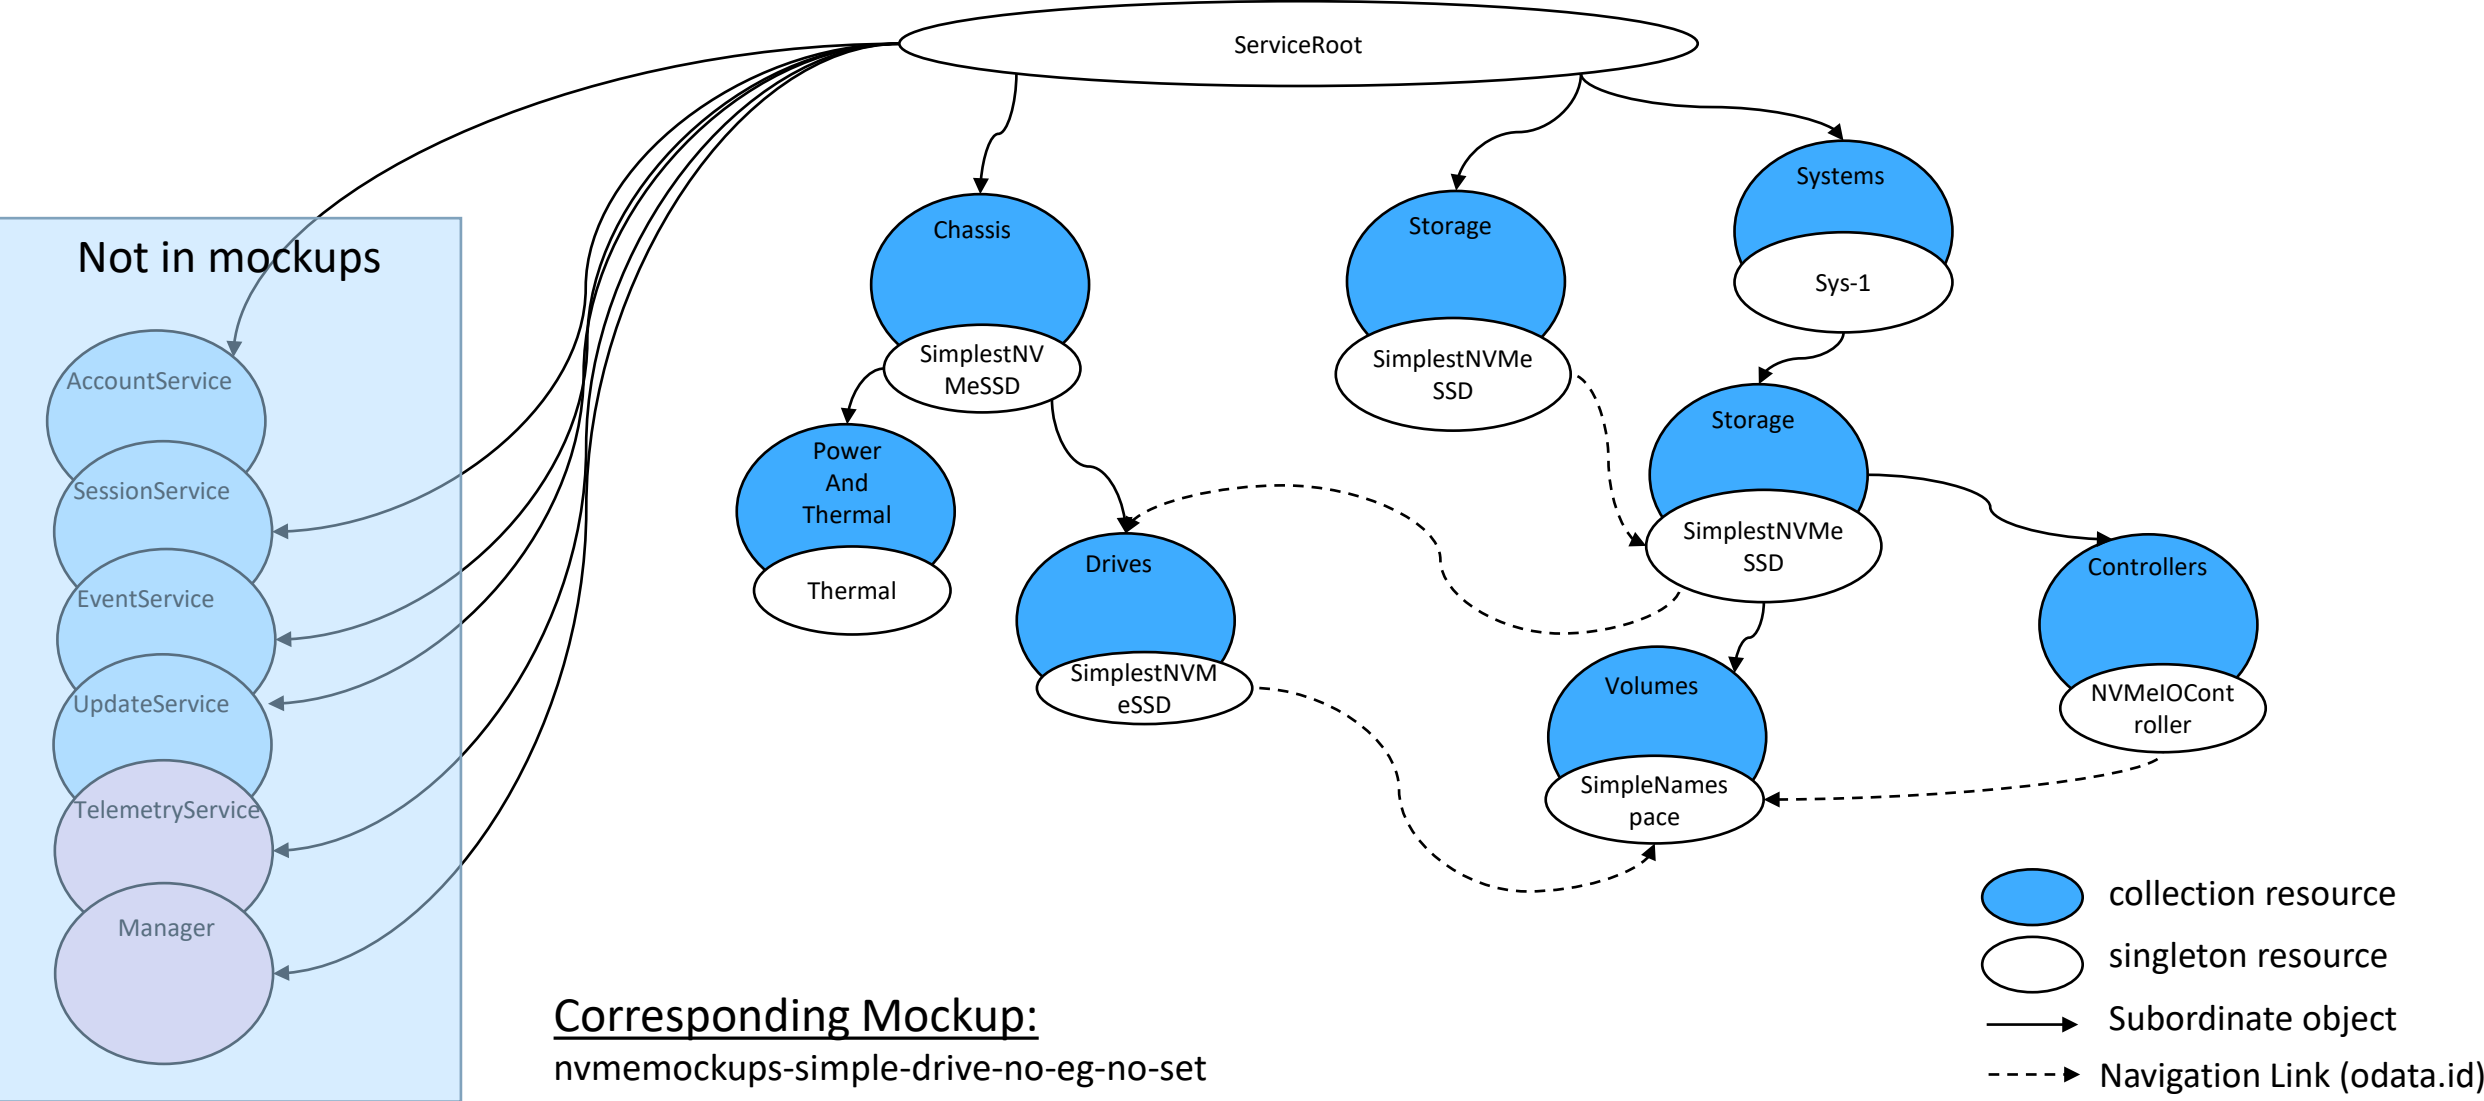 ServiceRoot
Systems
Sys-1
Chassis
SimplestNV
MeSSD
Storage
SimplestNVMe
SSD
Not in mockups
AccountService
SessionService
EventService
UpdateService
TelemetryService
Manager
Power
And
Thermal
Thermal
Drives
SimplestNVM
eSSD
Storage
SimplestNVMe
SSD
Controllers
NVMeIOCont
roller
Volumes
SimpleNames
pace
collection resource
singleton resource
Subordinate object
Navigation Link (odata.id)
Corresponding Mockup:
nvmemockups-simple-drive-no-eg-no-set